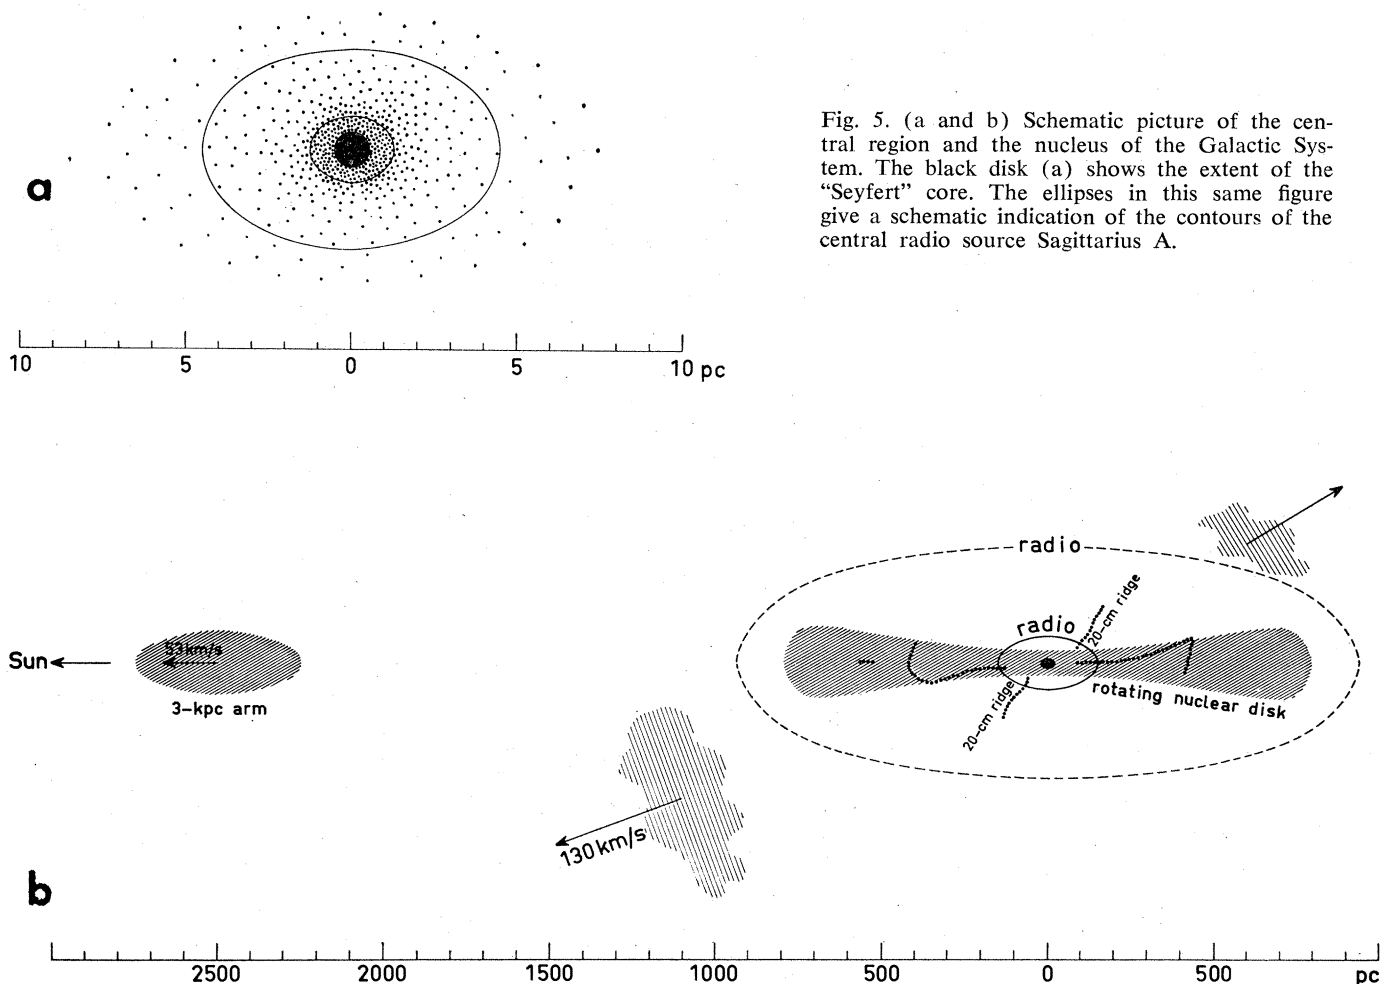 Fig. 5. (a and b) Schematic picture of the cen-
tral region and the nucleus of the Galactic Sys-
tem. The black disk (a) shows the extent of the
“Seyfert” core. The ellipses in this same figure
give a schematic indication of the contours of the
central radio source Sagittarius A.
a
10 5 0 5 10 pc
radio
20-cm ridge
radio
Sun
53km/s
3-kpc arm
20-cm ridge
rotating nuclear disk
130 km/s
b
2500 2000 1500 1000 500 0 500 pc